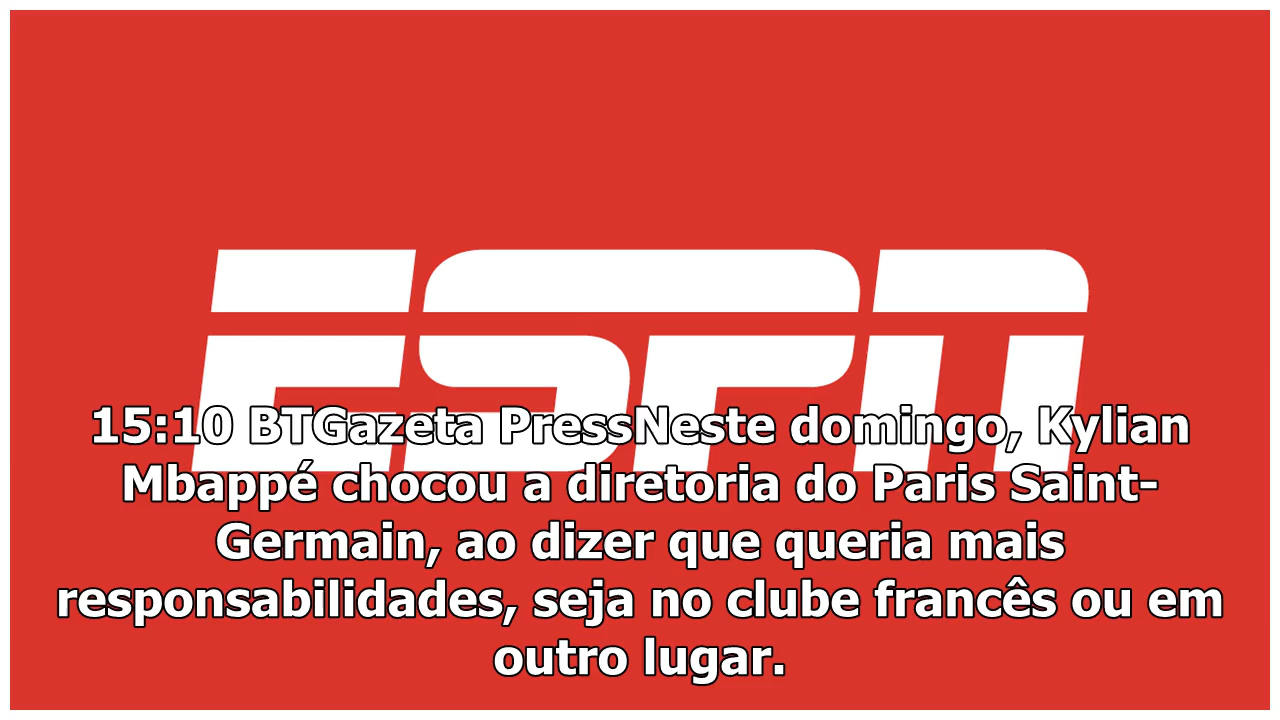 ESPN
15:10 BTGazeta PressNeste domingo, Kylian
Mbappé chocou a diretoria do Paris Saint-
Germain, ao dizer que queria mais
responsabilidades, seja no clube francês ou em
outro lugar.